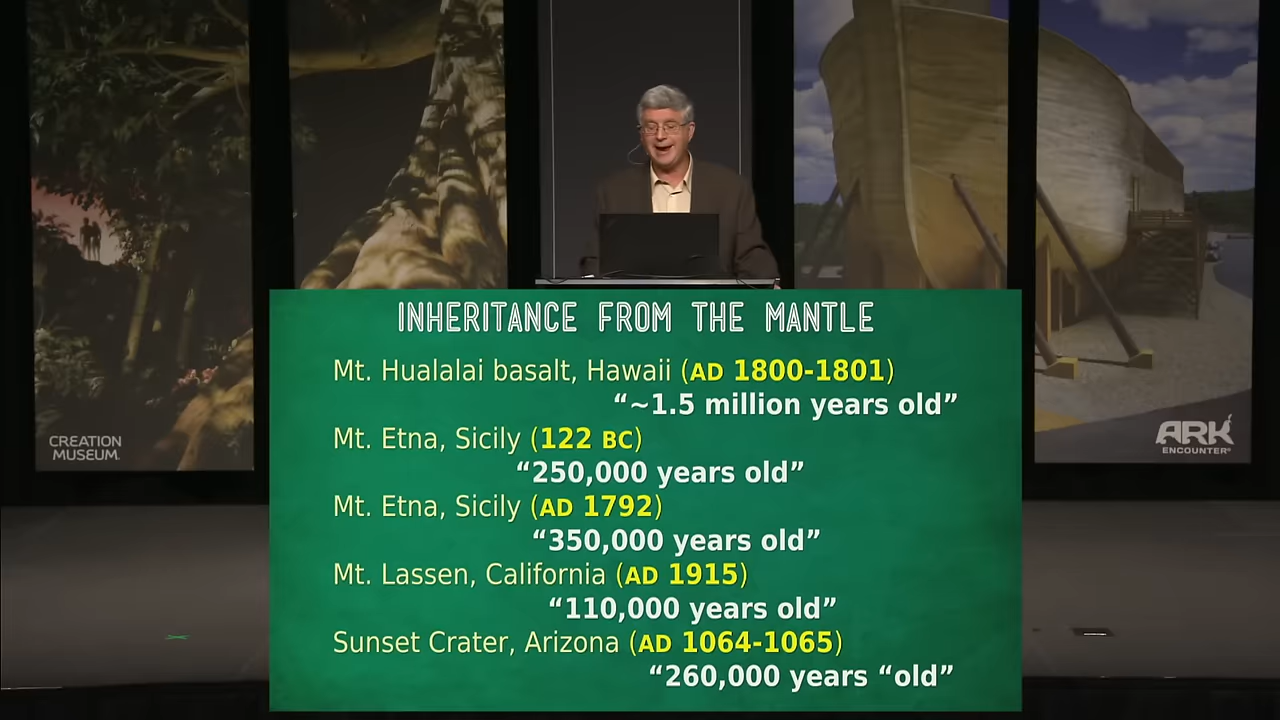 CREATION
MUSEUM.
ARK
ENCOUNTER
INHERITANCE FROM THE MANTLE
Mt. Hualalai basalt, Hawaii (AD 1800-1801)
“~1.5 million years old”
Mt. Etna, Sicily (122 BC)
“250,000 years old”
Mt. Etna, Sicily (AD 1792)
“350,000 years old”
Mt. Lassen, California (AD 1915)
“110,000 years old”
Sunset Crater, Arizona (AD 1064-1065)
“260,000 years “old”